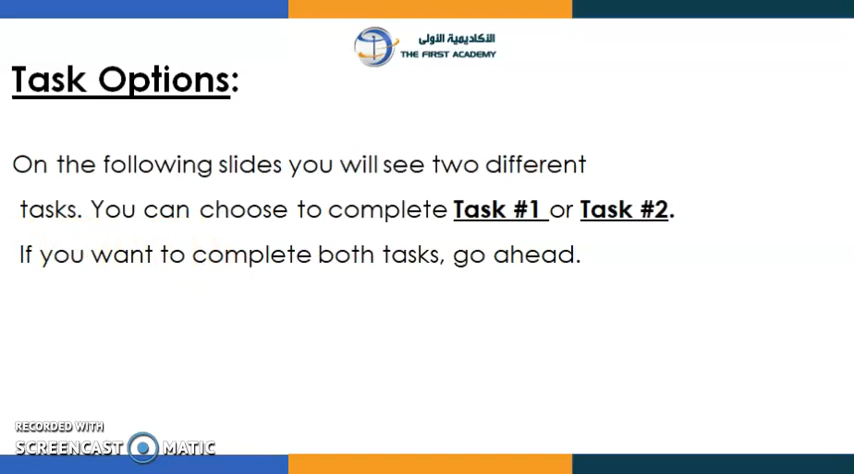 الأكاديمية الأولى
THE FIRST ACADEMY
Task Options:
On the following slides you will see two different
tasks. You can choose to complete Task #1 or Task #2.
If you want to complete both tasks, go ahead.
RECORDED WITH
SCREENCAST MATIC